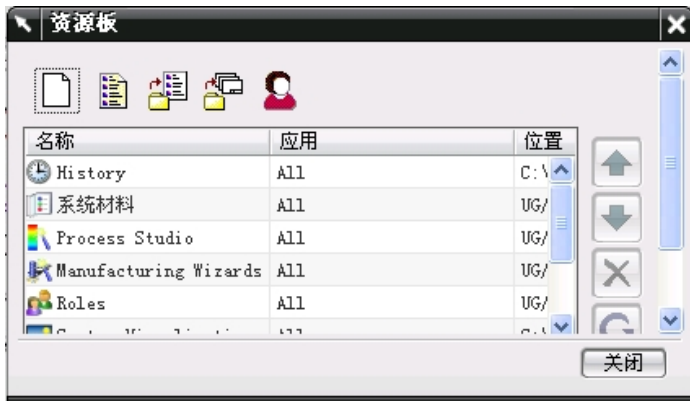 资源板
名称 应用 位置
History All C:\
系统材料 All UG/
Process Studio All UG/
Manufacturing Wizards All UG/
Roles All UG/
关闭